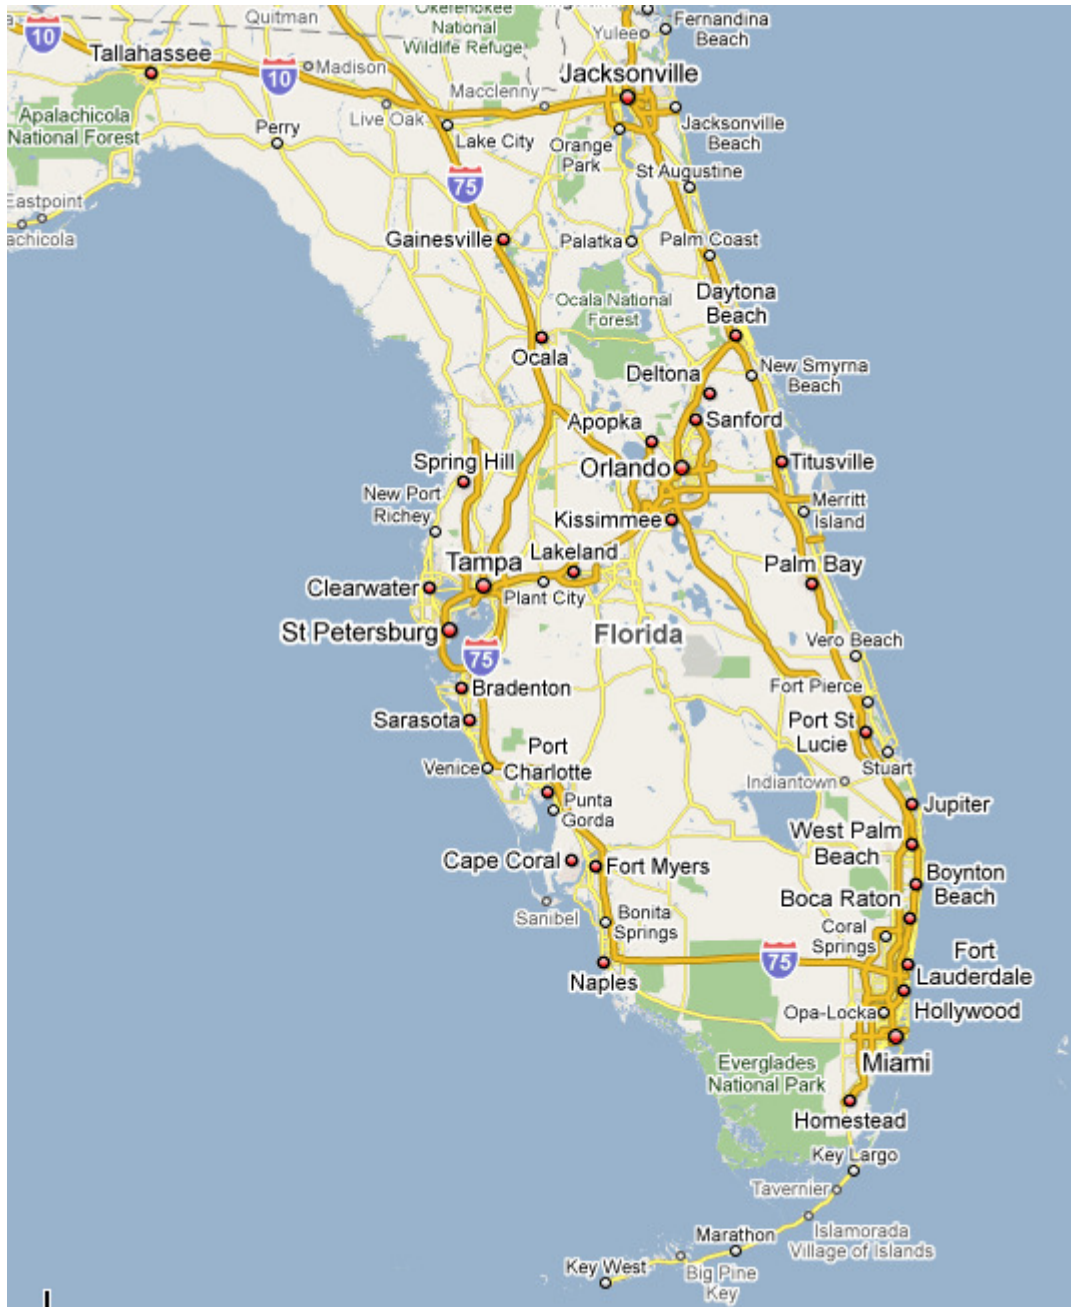 Okefenokee
National
Wildlife Refuge
Quitman
Fernandina
Beach
Yulee
10
Tallahassee
10
Madison
Jacksonville
Macclenny
Apalachicola
National Forest
Live Oak
Perry
Lake City
Orange
Park
Jacksonville
Beach
75
St Augustine
Eastpoint
achicola
Gainesville
Palatka
Palm Coast
Daytona
Beach
Ocala National
Forest
Ocala
Deltona
New Smyrna
Beach
Apopka
Sanford
Spring Hill
Orlando
Titusville
New Port
Richey
Merritt
Island
Kissimmee
Tampa
Lakeland
Palm Bay
Clearwater
Plant City
St Petersburg
Florida
Vero Beach
75
Bradenton
Fort Pierce
Sarasota
Port St
Lucie
Port
Charlotte
Venice
Stuart
Indiantown
Punta
Gorda
Jupiter
West Palm
Beach
Cape Coral
Fort Myers
Boynton
Beach
Boca Raton
Sanibel
Bonita
Springs
Coral
Springs
75
Fort
Lauderdale
Naples
Opa-Locka
Hollywood
Miami
Everglades
National Park
Homestead
Key Largo
Tavernier
Islamorada
Village of Islands
Marathon
Key West
Big Pine
Key